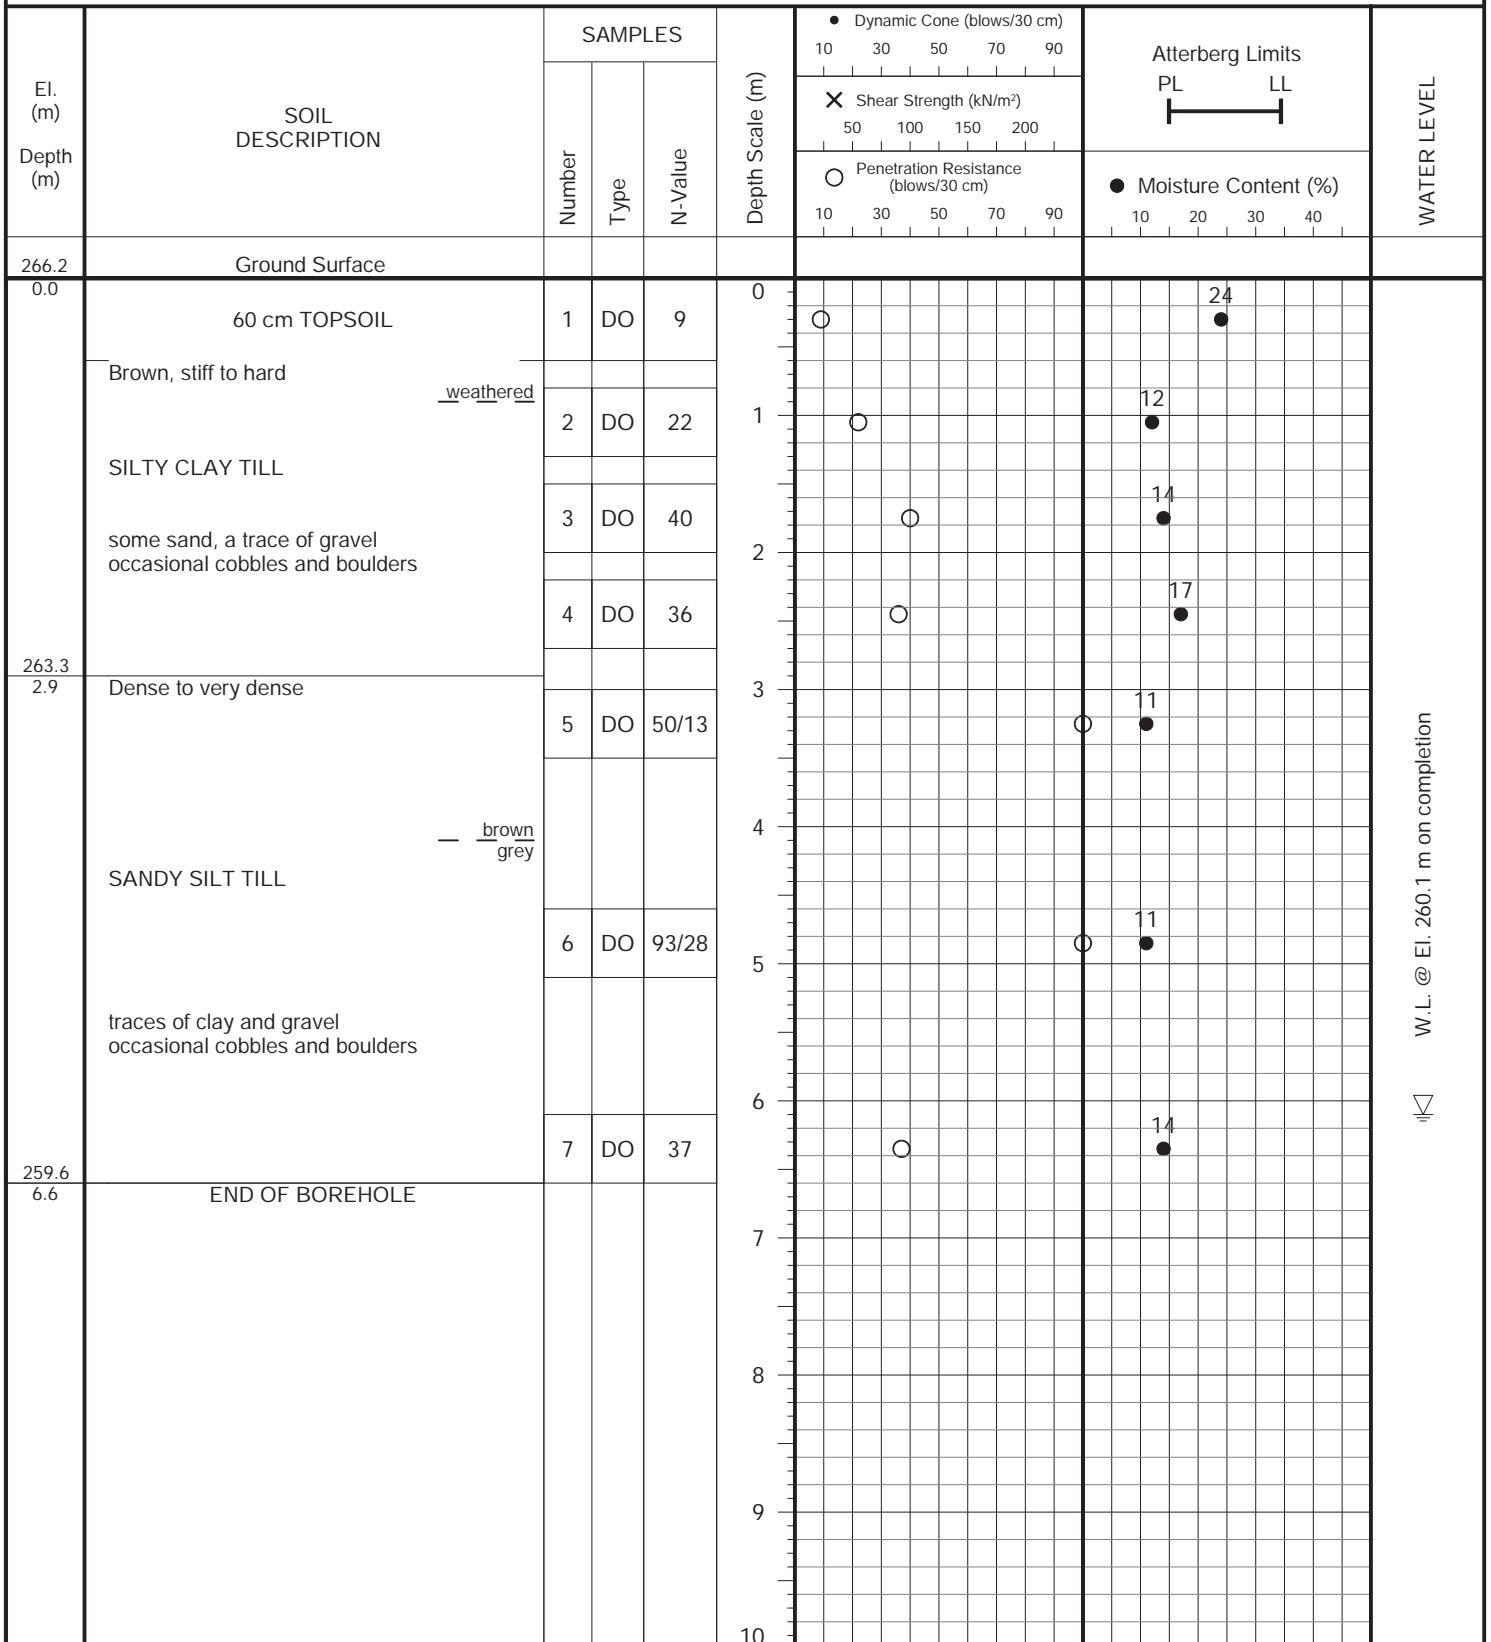 El.
(m)
Depth
(m)
SOIL
DESCRIPTION
SAMPLES
Number
Type
N-Value
Depth Scale (m)
● Dynamic Cone (blows/30 cm)
10 30 50 70 90
✕ Shear Strength (kN/m²)
50 100 150 200
○ Penetration Resistance
(blows/30 cm)
10 30 50 70 90
Atterberg Limits
PL LL
● Moisture Content (%)
10 20 30 40
WATER LEVEL
266.2 Ground Surface
0.0
0
24
60 cm TOPSOIL 1 DO 9
Brown, stiff to hard
weathered
12
1
2 DO 22
SILTY CLAY TILL
14
3 DO 40
some sand, a trace of gravel
occasional cobbles and boulders
2
17
4 DO 36
263.3
2.9 Dense to very dense
3
11
5 DO 50/13
4
brown
grey
SANDY SILT TILL
11
6 DO 93/28
5
traces of clay and gravel
occasional cobbles and boulders
W.L. @ El. 260.1 m on completion
6
14
7 DO 37
259.6
6.6 END OF BOREHOLE
7
8
9
10